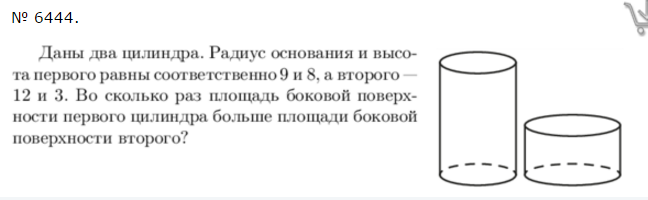 № 6444.
Даны два цилиндра. Радиус основания и высо-
та первого равны соответственно 9 и 8, а второго —
12 и 3. Во сколько раз площадь боковой поверх-
ности первого цилиндра больше площади боковой
поверхности второго?